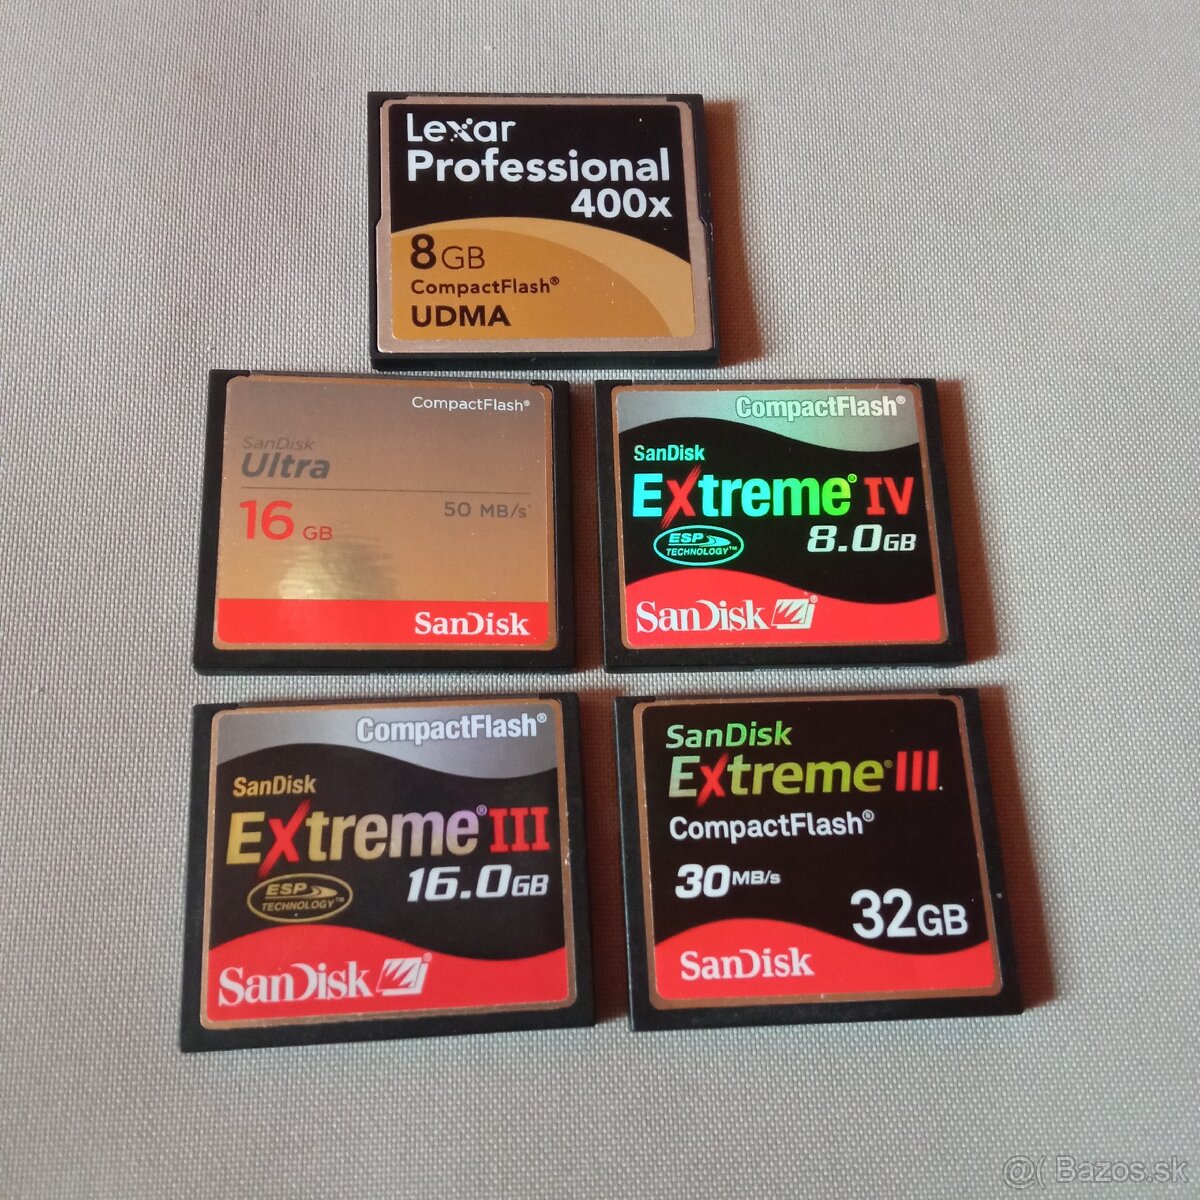 Lexar
Professional
400x
8GB
CompactFlash®
UDMA
CompactFlash®
SanDisk
Ultra
16 GB
50 MB/s*
SanDisk
CompactFlash®
SanDisk
Extreme® IV
ESP
TECHNOLOGY™
8.0GB
SanDisk®
CompactFlash®
SanDisk
Extreme® III
ESP
TECHNOLOGY™
16.0GB
SanDisk®
SanDisk
Extreme® III
CompactFlash®
30MB/s
32GB
SanDisk
@( Bazos.sk